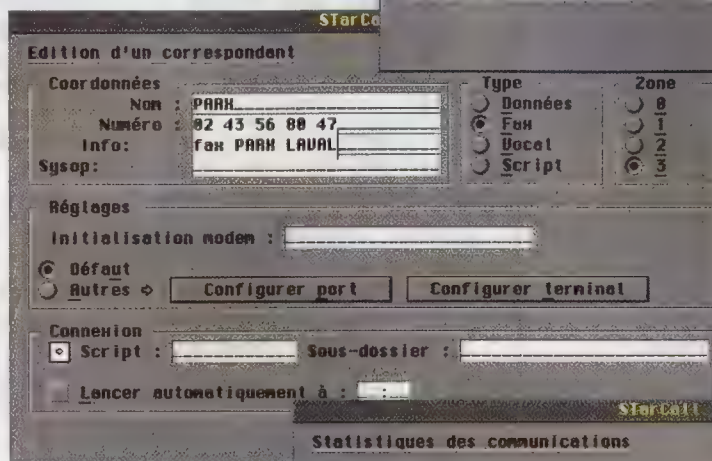 STarCa
Edition d'un correspondant
Coordonnées
Nom : PARX
Numéro : 02 43 56 80 47
Info: fax PARX LAVAL
Sysop:
Type
Données
Fax
Vocal
Script
Zone
0
1
2
3
Réglages
Initialisation modem :
Défaut
Autres ⇨ Configurer port Configurer terminal
Connexion
Script : Sous-dossier :
Lancer automatiquement à : :
STarCall
Statistiques des communications